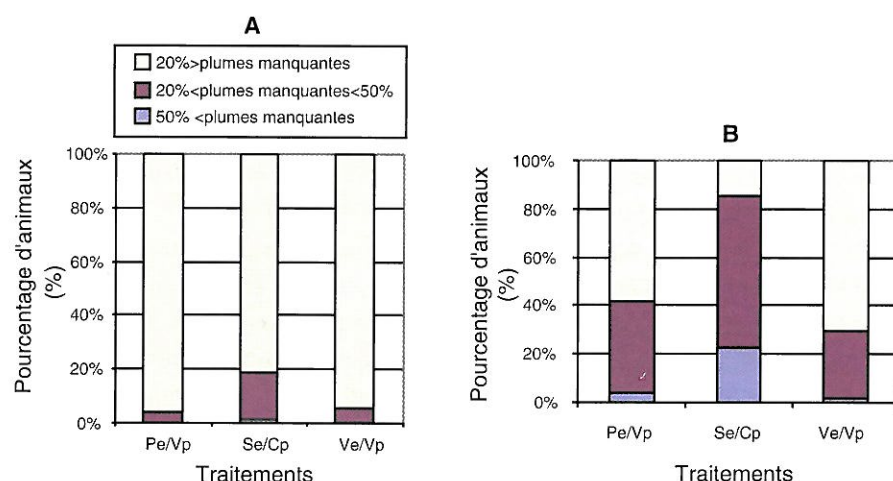 A
20%>plumes manquantes
20%<plumes manquantes<50%
50% <plumes manquantes
Pourcentage d'animaux
(%)
100%
80%
60%
40%
20%
0%
Pe/Vp Se/Cp Ve/Vp
Traitements
B
Pourcentage d'animaux
(%)
100%
80%
60%
40%
20%
0%
Pe/Vp Se/Cp Ve/Vp
Traitements